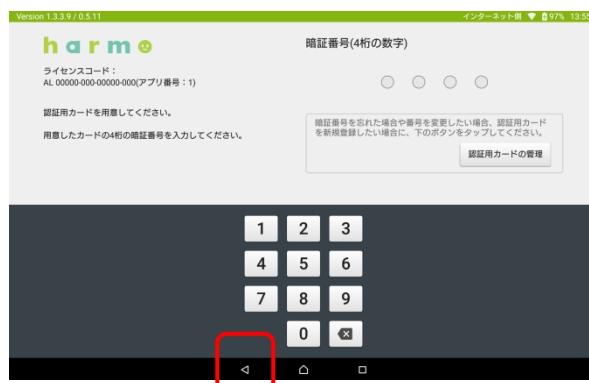 Version 1.3.3.9 / 0.5.11
インターネット側 97% 13:55
harmo
ライセンスコード：
AL 00000-000-00000-000(アプリ番号：1)
認証用カードを用意してください。
用意したカードの4桁の暗証番号を入力してください。
暗証番号(4桁の数字)
暗証番号を忘れた場合や番号を変更したい場合、認証用カード
を新規登録したい場合に、下のボタンをタップしてください。
認証用カードの管理
1 2 3
4 5 6
7 8 9
0